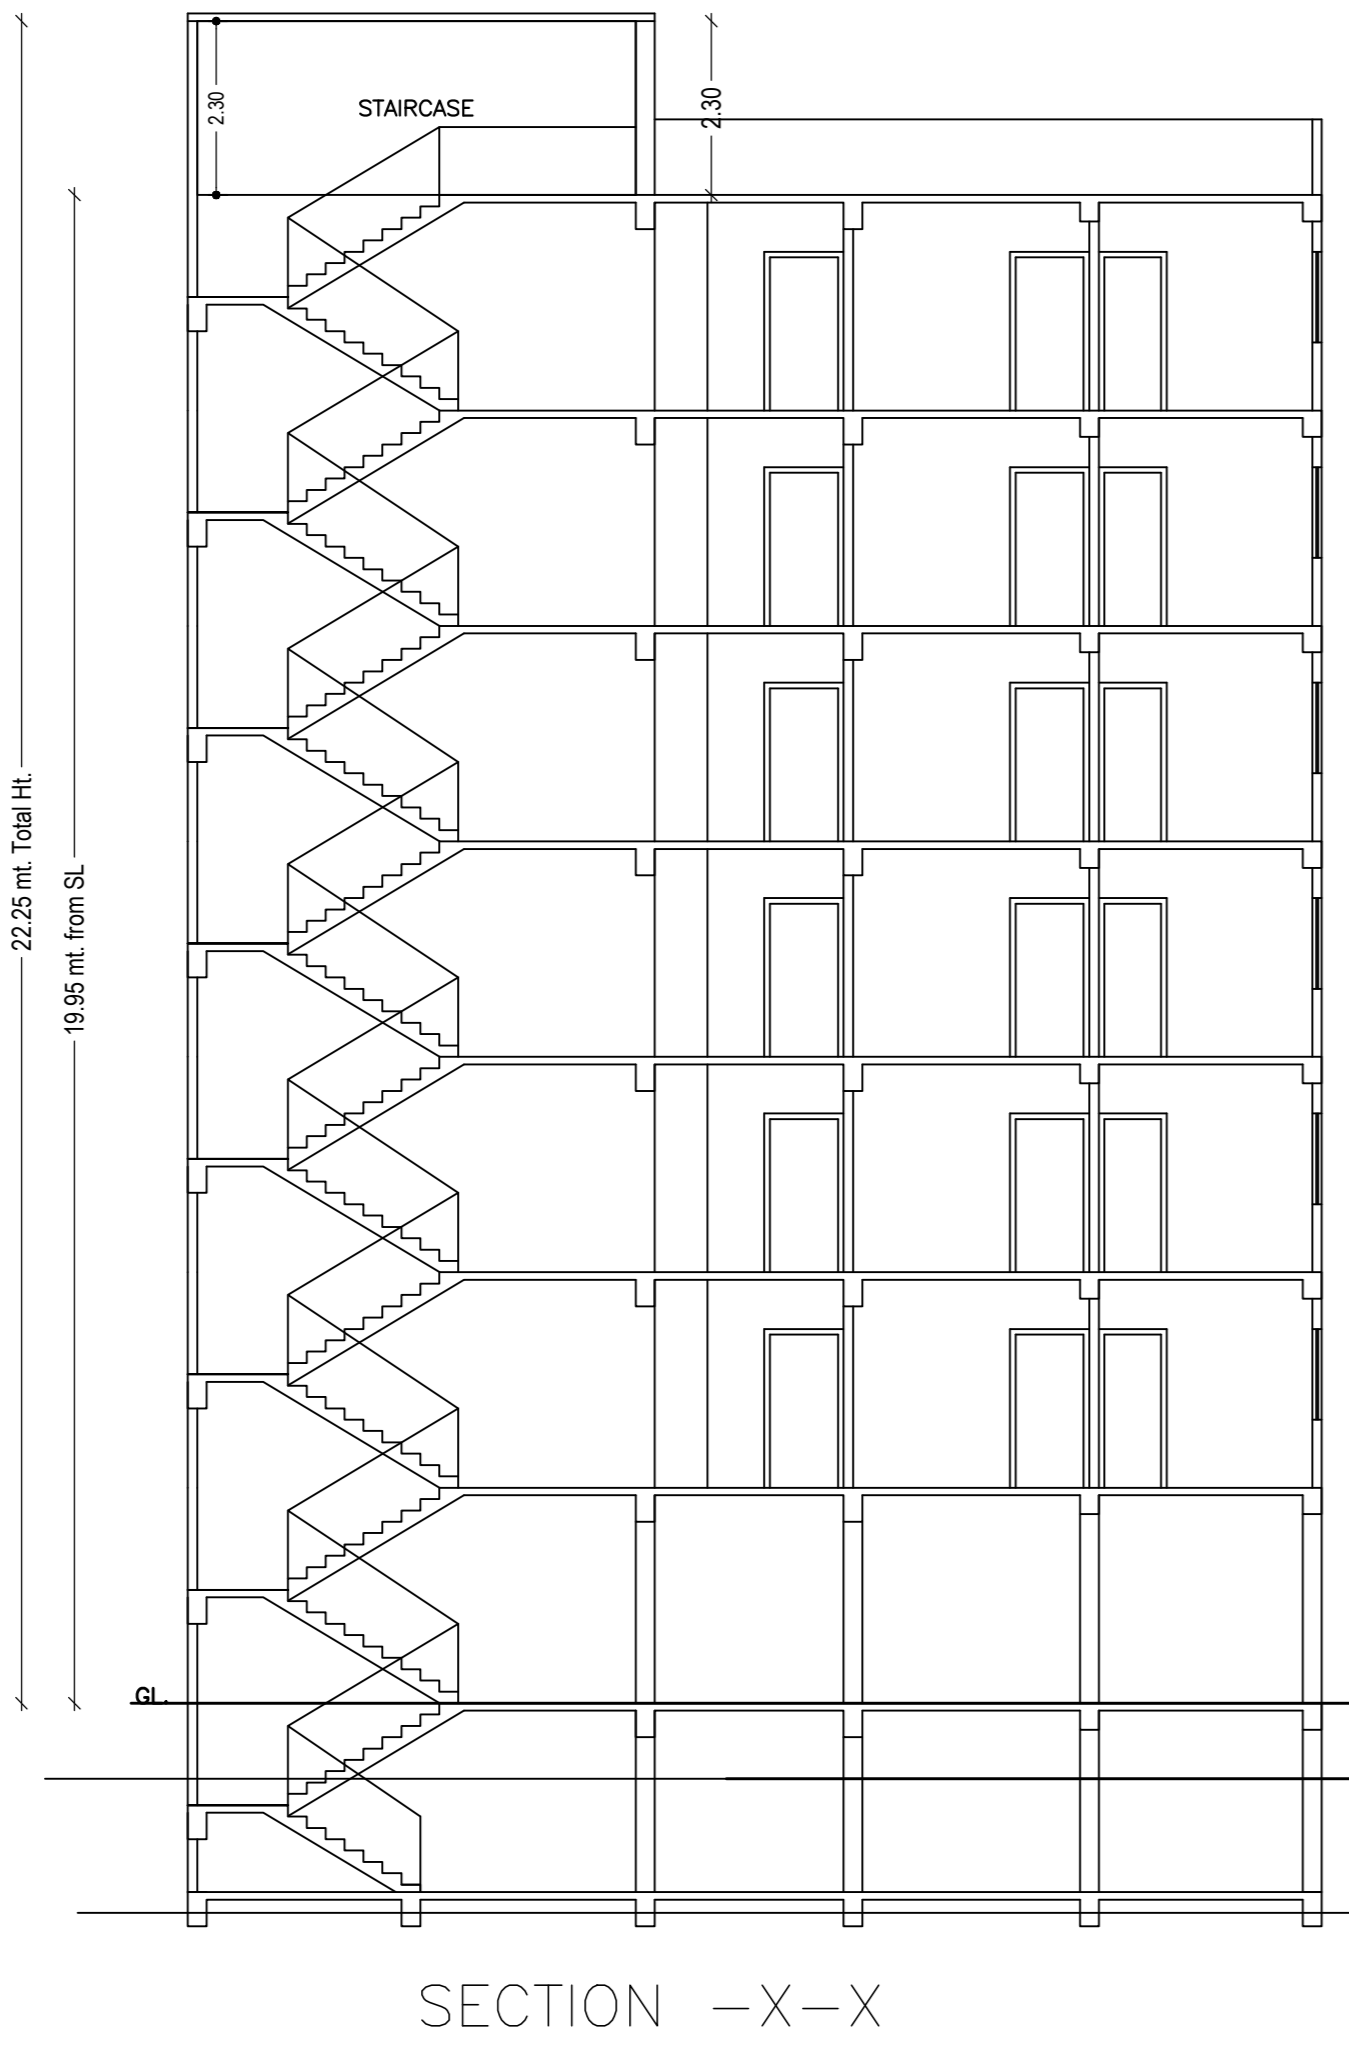 2.30
STAIRCASE
2.30
22.25 mt. Total Ht.
19.95 mt. from SL
GL.
SECTION -X-X